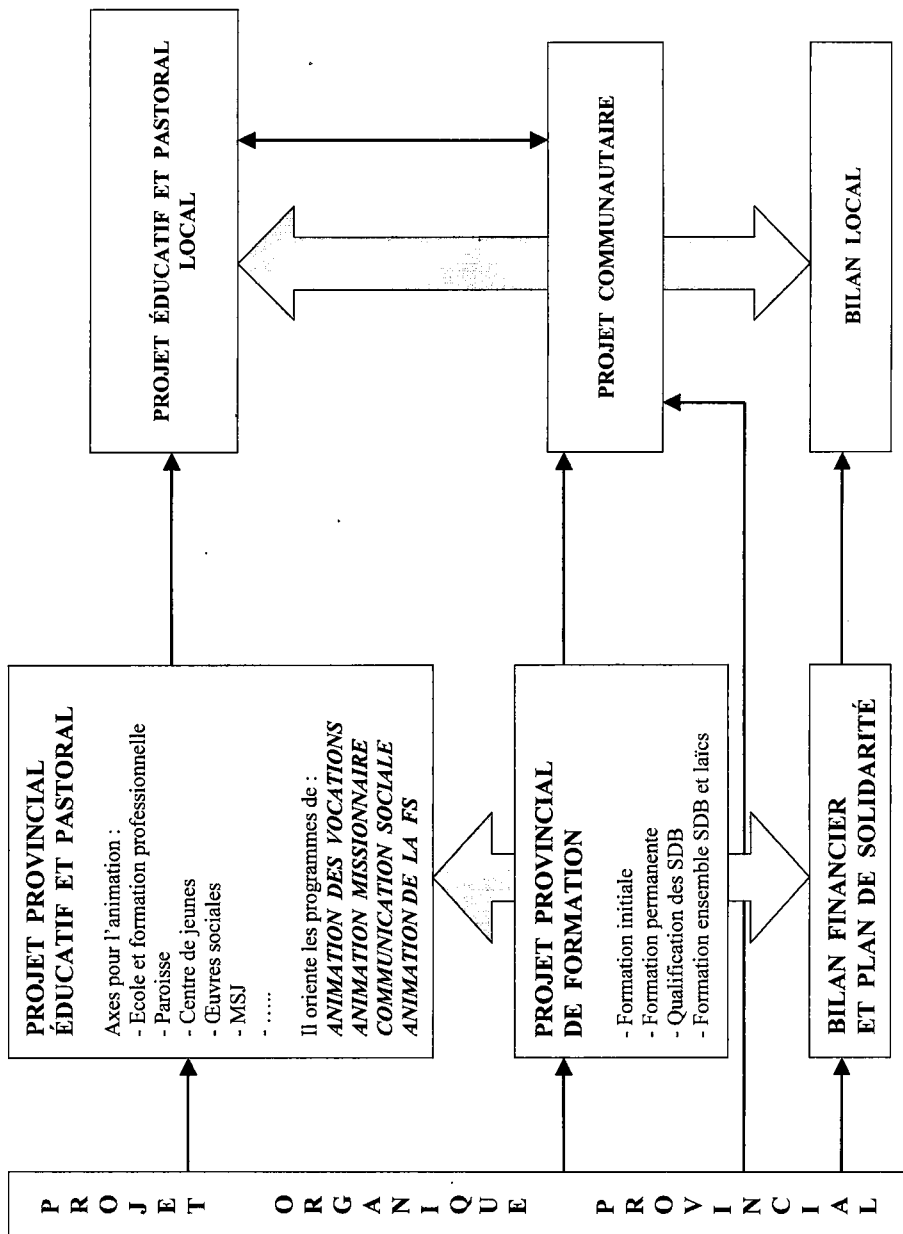 PROJET
ORGANIQUE
PROVINCIAL
PROJET PROVINCIAL
ÉDUCATIF ET PASTORAL
Axes pour l'animation :
- Ecole et formation professionnelle
- Paroisse
- Centre de jeunes
- Œuvres sociales
- MSJ
- .....
Il oriente les programmes de :
ANIMATION DES VOCATIONS
ANIMATION MISSIONNAIRE
COMMUNICATION SOCIALE
ANIMATION DE LA FS
PROJET PROVINCIAL
DE FORMATION
- Formation initiale
- Formation permanente
- Qualification des SDB
- Formation ensemble SDB et laïcs
BILAN FINANCIER
ET PLAN DE SOLIDARITÉ
PROJET ÉDUCATIF ET PASTORAL
LOCAL
PROJET COMMUNAUTAIRE
BILAN LOCAL